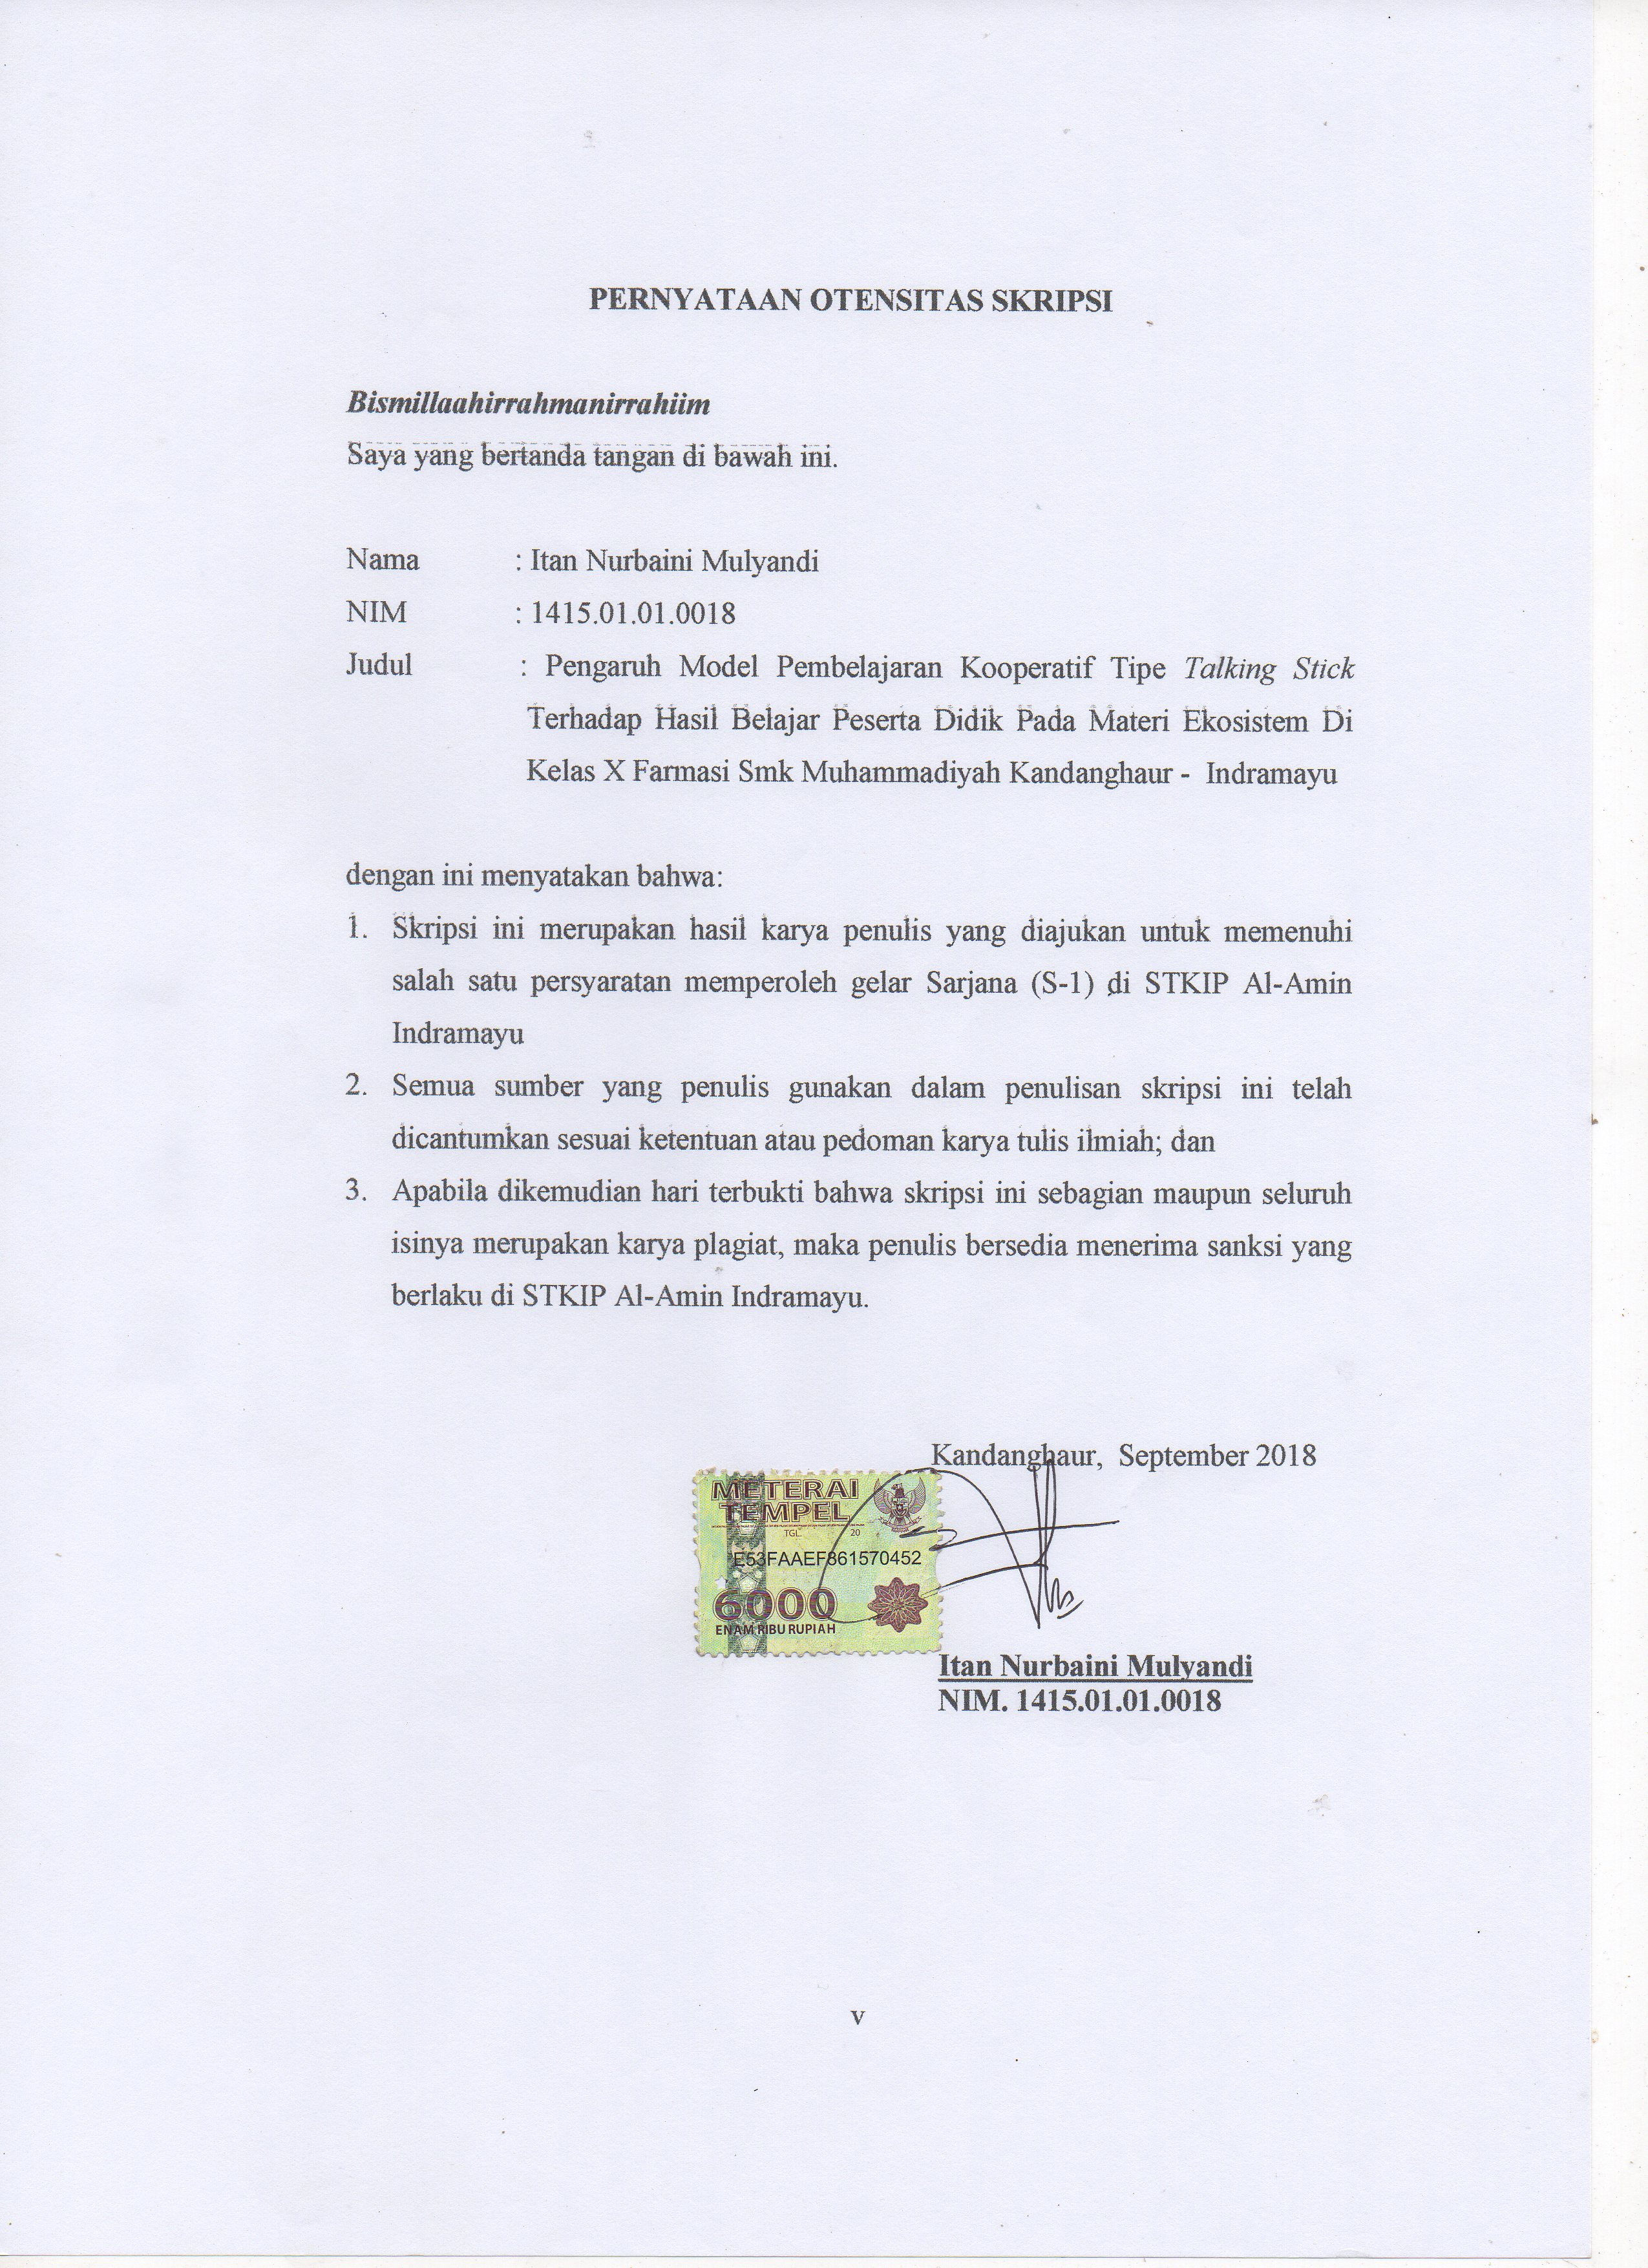 PERNYATAAN OTENSITAS SKRIPSI
Bismillaahirrahmanirrahiim
Saya yang bertanda tangan di bawah ini.
Nama : Itan Nurbaini Mulyandi
NIM : 1415.01.01.0018
Judul : Pengaruh Model Pembelajaran Kooperatif Tipe Talking Stick
Terhadap Hasil Belajar Peserta Didik Pada Materi Ekosistem Di
Kelas X Farmasi Smk Muhammadiyah Kandanghaur - Indramayu
dengan ini menyatakan bahwa:
1. Skripsi ini merupakan hasil karya penulis yang diajukan untuk memenuhi
salah satu persyaratan memperoleh gelar Sarjana (S-1) di STKIP Al-Amin
Indramayu
2. Semua sumber yang penulis gunakan dalam penulisan skripsi ini telah
dicantumkan sesuai ketentuan atau pedoman karya tulis ilmiah; dan
3. Apabila dikemudian hari terbukti bahwa skripsi ini sebagian maupun seluruh
isinya merupakan karya plagiat, maka penulis bersedia menerima sanksi yang
berlaku di STKIP Al-Amin Indramayu.
Kandanghaur, September 2018
METERAI
TEMPEL
TGL. 20
E53FAAEF861570452
6000
ENAM RIBU RUPIAH
Itan Nurbaini Mulyandi
NIM. 1415.01.01.0018
v